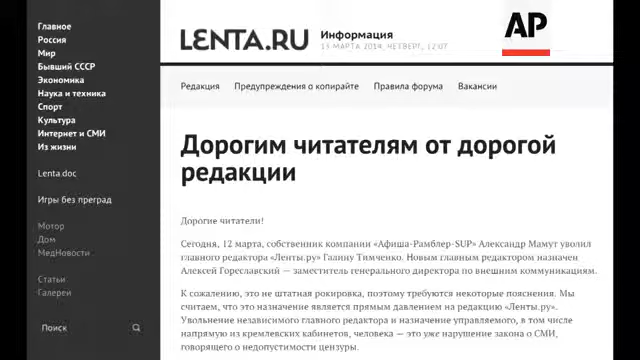 Главное
Россия
Мир
Бывший СССР
Экономика
Наука и техника
Спорт
Культура
Интернет и СМИ
Из жизни
Lenta.doc
Игры без преград
Мотор
Дом
МедНовости
Статьи
Галереи
Поиск
LENTA.RU
Информация
13 МАРТА 2014, ЧЕТВЕРГ, 12:07
AP
Редакция Предупреждения о копирайте Правила форума Вакансии
Дорогим читателям от дорогой
редакции
Дорогие читатели!
Сегодня, 12 марта, собственник компании «Афиша-Рамблер-SUP» Александр Мамут уволил
главного редактора «Ленты.ру» Галину Тимченко. Новым главным редактором назначен
Алексей Гореславский — заместитель генерального директора по внешним коммуникациям.
К сожалению, это не штатная рокировка, поэтому требуются некоторые пояснения. Мы
считаем, что это назначение является прямым давлением на редакцию «Ленты.ру».
Увольнение независимого главного редактора и назначение управляемого, в том числе
напрямую из кремлевских кабинетов, человека — это уже нарушение закона о СМИ,
говорящего о недопустимости цензуры.